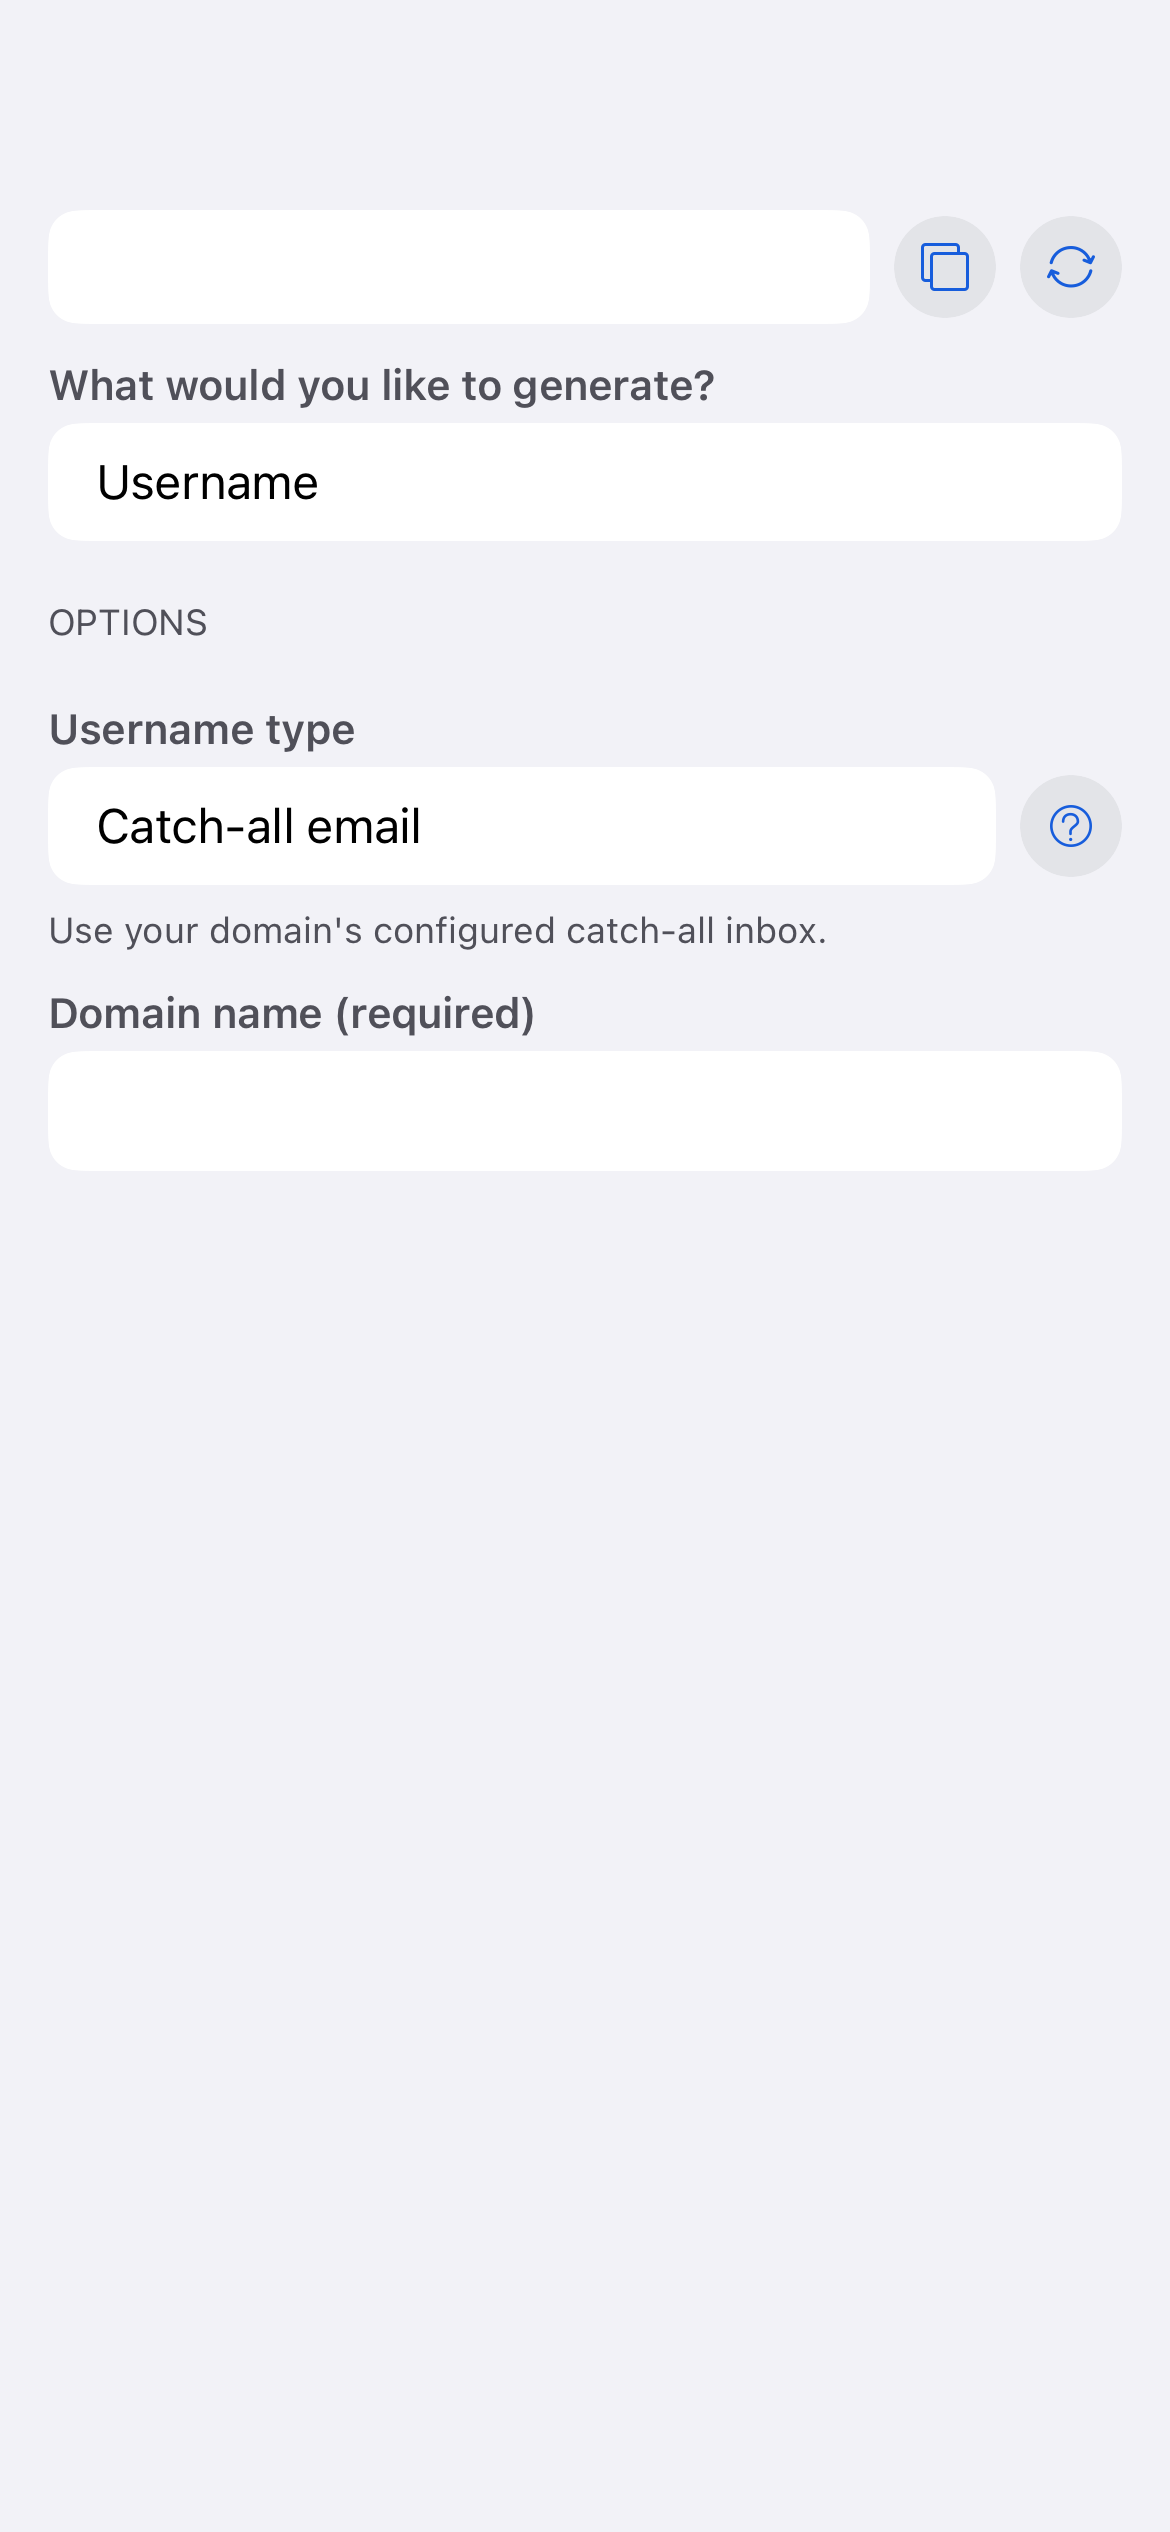 What would you like to generate?
Username
OPTIONS
Username type
Catch-all email
Use your domain's configured catch-all inbox.
Domain name (required)